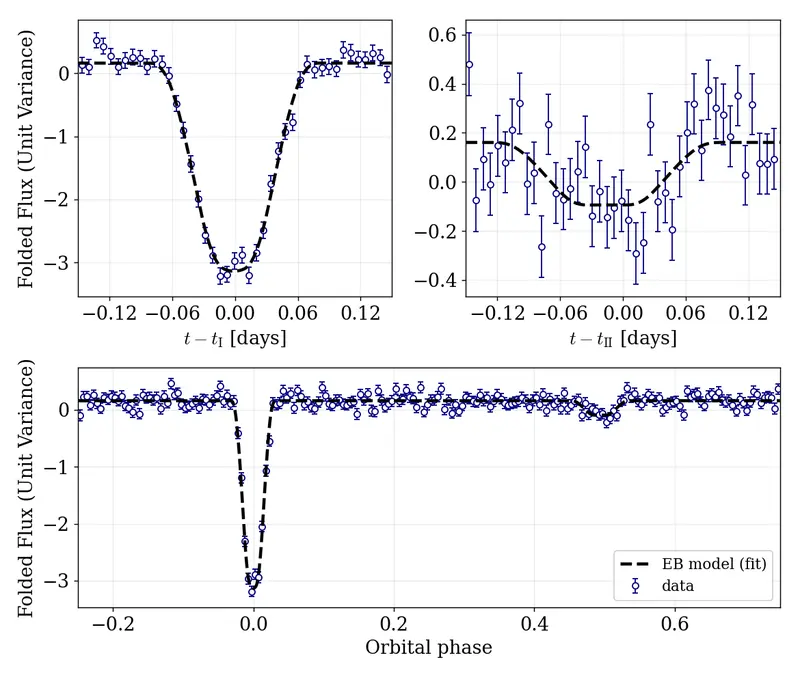 Folded Flux (Unit Variance)
0
−1
−2
−3
−0.12 −0.06 0.00 0.06 0.12
t − t_I [days]
0.6
0.4
0.2
0.0
−0.2
−0.4
−0.12 −0.06 0.00 0.06 0.12
t − t_II [days]
Folded Flux (Unit Variance)
0
−1
−2
−3
EB model (fit)
data
−0.2 0.0 0.2 0.4 0.6
Orbital phase